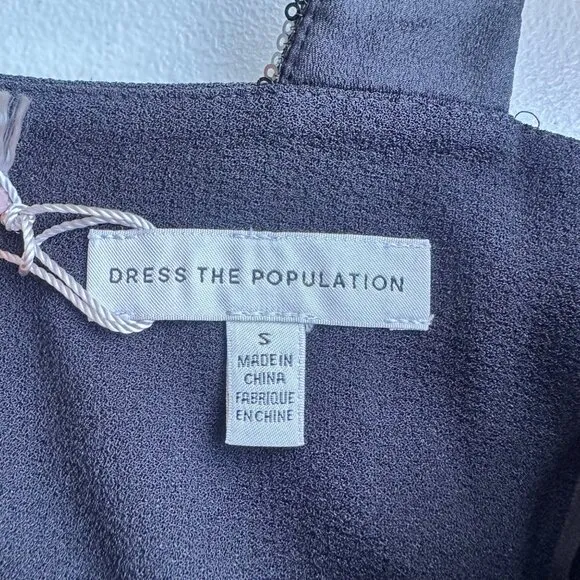 DRESS THE POPULATION
S
MADE IN
CHINA
FABRIQUE
EN CHINE